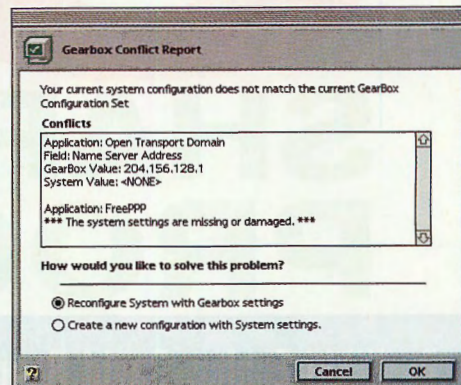 Gearbox Conflict Report
Your current system configuration does not match the current GearBox
Configuration Set
Conflicts
Application: Open Transport Domain
Field: Name Server Address
GearBox Value: 204.156.128.1
System Value: <NONE>
Application: FreePPP
*** The system settings are missing or damaged. ***
How would you like to solve this problem?
Reconfigure System with Gearbox settings
Create a new configuration with System settings.
?
Cancel
OK